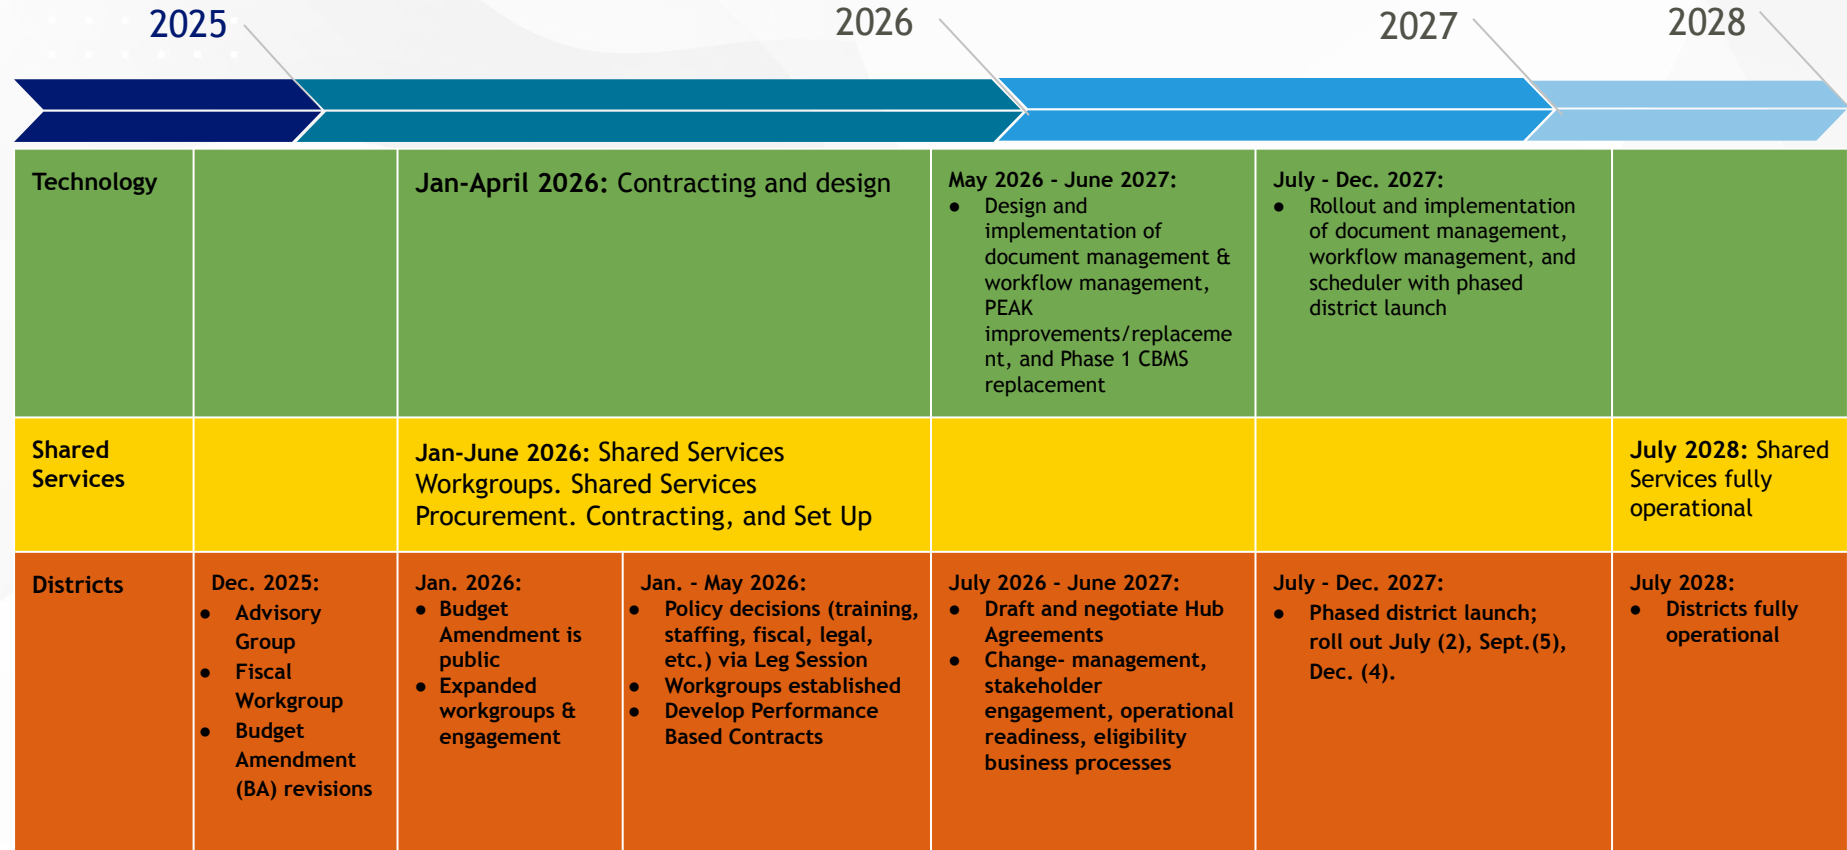 2025
2026
2027
2028
Technology
Jan-April 2026: Contracting and design
May 2026 - June 2027:
● Design and
implementation of
document management &
workflow management,
PEAK
improvements/replaceme
nt, and Phase 1 CBMS
replacement
July - Dec. 2027:
● Rollout and implementation
of document management,
workflow management, and
scheduler with phased
district launch
Shared
Services
Jan-June 2026: Shared Services
Workgroups. Shared Services
Procurement. Contracting, and Set Up
July 2028: Shared
Services fully
operational
Districts
Dec. 2025:
● Advisory
Group
● Fiscal
Workgroup
● Budget
Amendment
(BA) revisions
Jan. 2026:
● Budget
Amendment is
public
● Expanded
workgroups &
engagement
Jan. - May 2026:
● Policy decisions (training,
staffing, fiscal, legal,
etc.) via Leg Session
● Workgroups established
● Develop Performance
Based Contracts
July 2026 - June 2027:
● Draft and negotiate Hub
Agreements
● Change- management,
stakeholder
engagement, operational
readiness, eligibility
business processes
July - Dec. 2027:
● Phased district launch;
roll out July (2), Sept.(5),
Dec. (4).
July 2028:
● Districts fully
operational